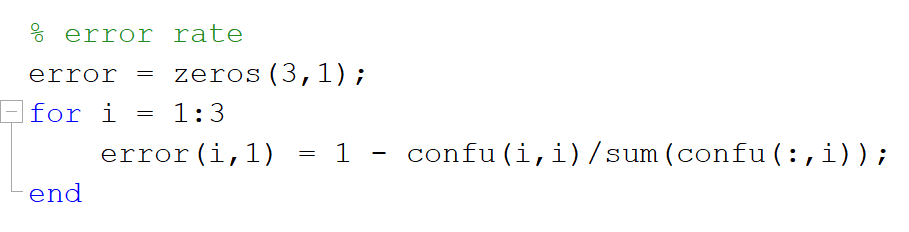 % error rate
error = zeros(3,1);
for i = 1:3
    error(i,1) = 1 - confu(i,i)/sum(confu(:,i));
end